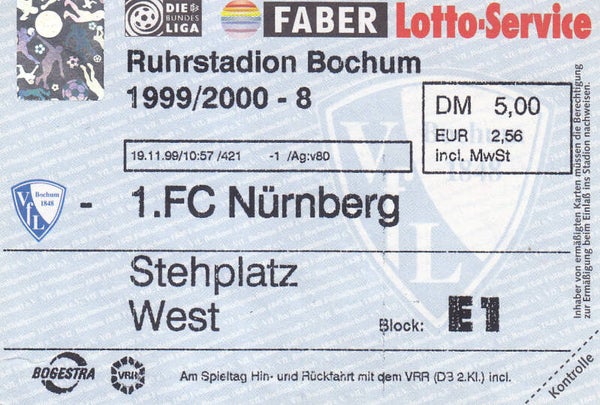 DIE
BUNDES
LIGA
FABER Lotto-Service
Ruhrstadion Bochum
1999/2000 - 8
DM 5,00
EUR 2,56
incl. MwSt
19.11.99/10:57 /421 -1 /Ag:v80
VfL
Bochum
1848
- 1.FC Nürnberg
Stehplatz
West
Block: E1
BOGESTRA
VRR
Am Spieltag Hin- und Rückfahrt mit dem VRR (D3 2.Kl.) incl.
Inhaber von ermäßigten Karten müssen die Berechtigung
zur Ermäßigung beim Einlaß ins Stadion nachweisen.
Kontrolle